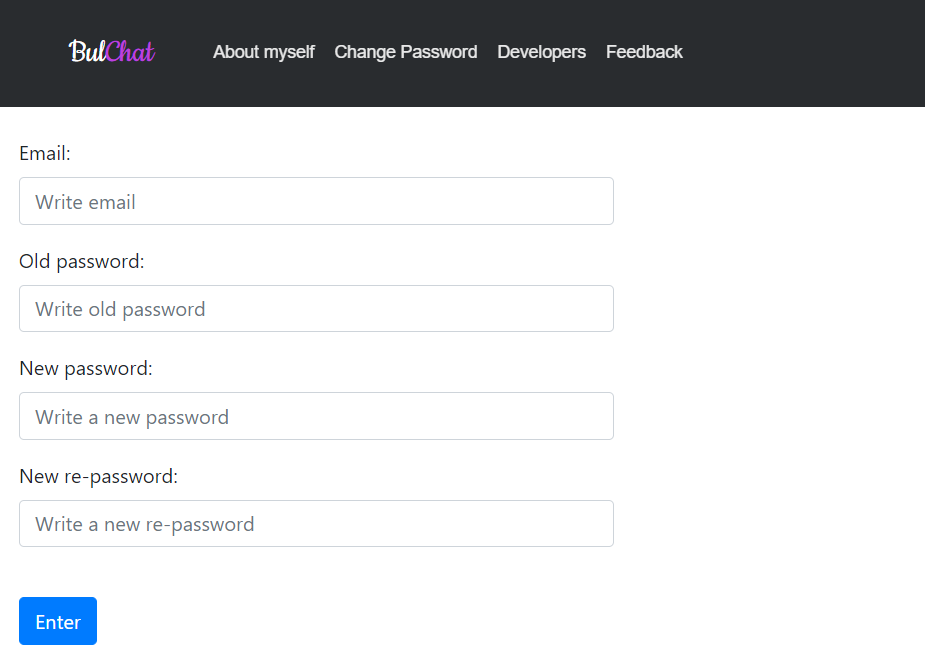 BulChat About myself Change Password Developers Feedback
Email:
Write email
Old password:
Write old password
New password:
Write a new password
New re-password:
Write a new re-password
Enter